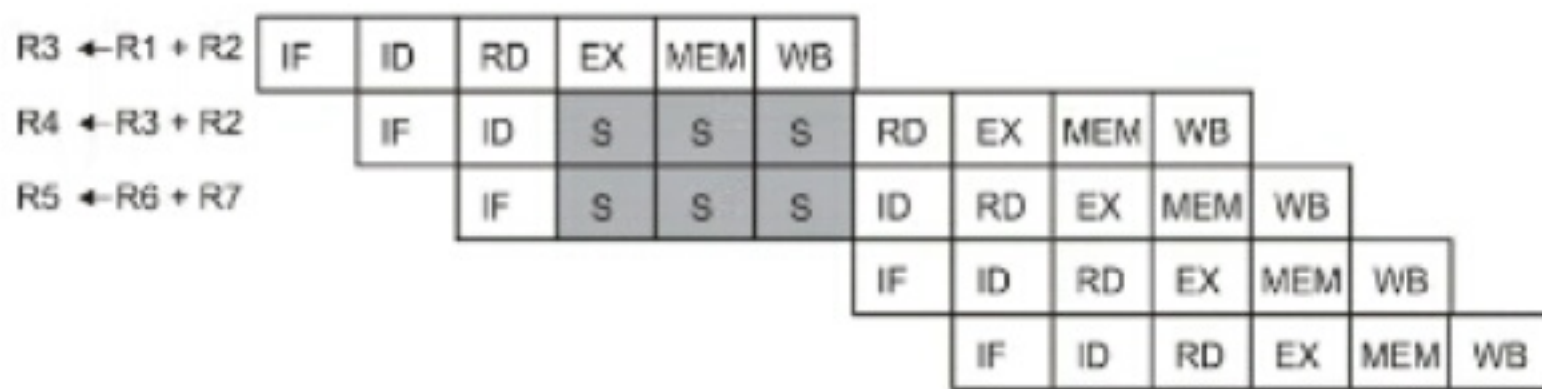 R3 ←R1 + R2 IF ID RD EX MEM WB
R4 ←R3 + R2 IF ID S S S RD EX MEM WB
R5 ←R6 + R7 IF S S S ID RD EX MEM WB
IF ID RD EX MEM WB
IF ID RD EX MEM WB